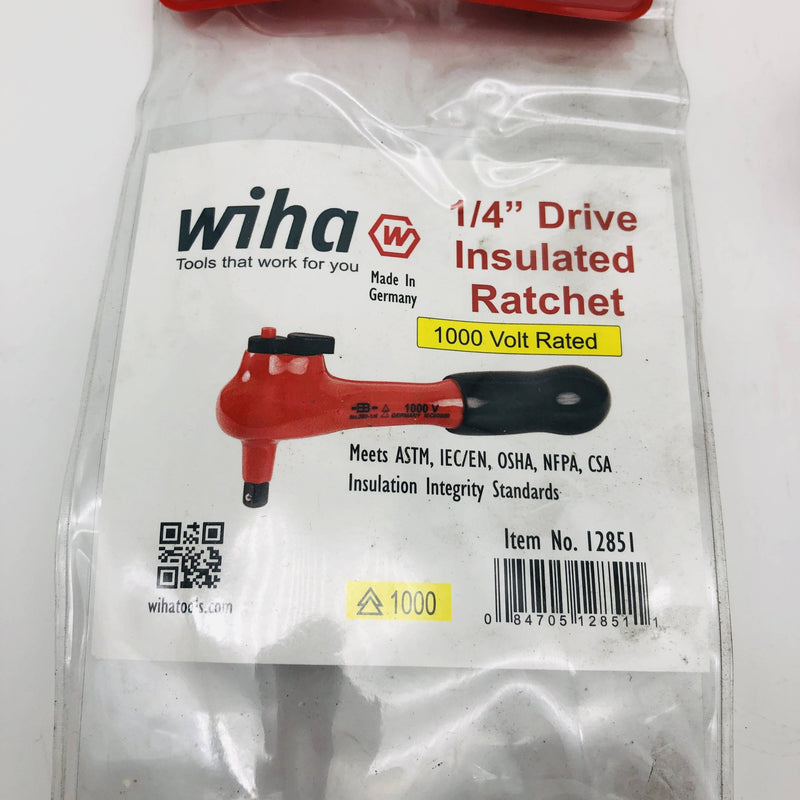 wiha
W
Tools that work for you
Made In
Germany
1/4” Drive
Insulated
Ratchet
1000 Volt Rated
1000 V
GERMANY
Meets ASTM, IEC/EN, OSHA, NFPA, CSA
Insulation Integrity Standards
Item No. 12851
wihatools.com
1000
0 84705 12851 1